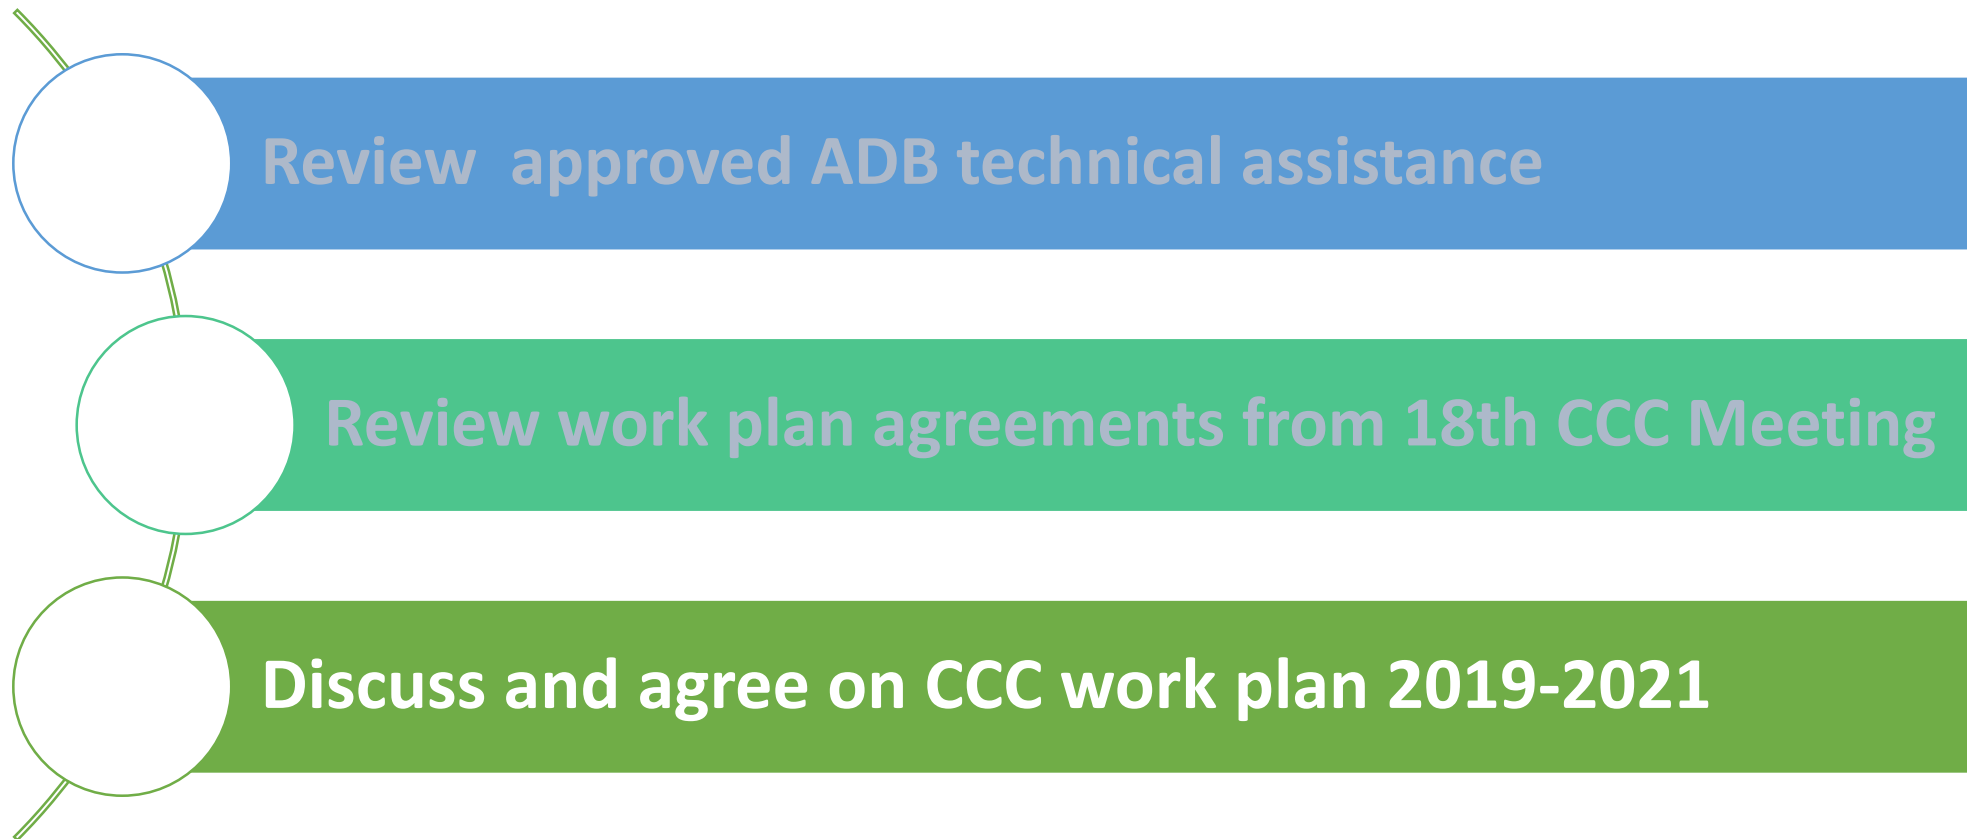 Review  approved ADB technical assistance
Review work plan agreements from 18th CCC Meeting
Discuss and agree on CCC work plan 2019-2021